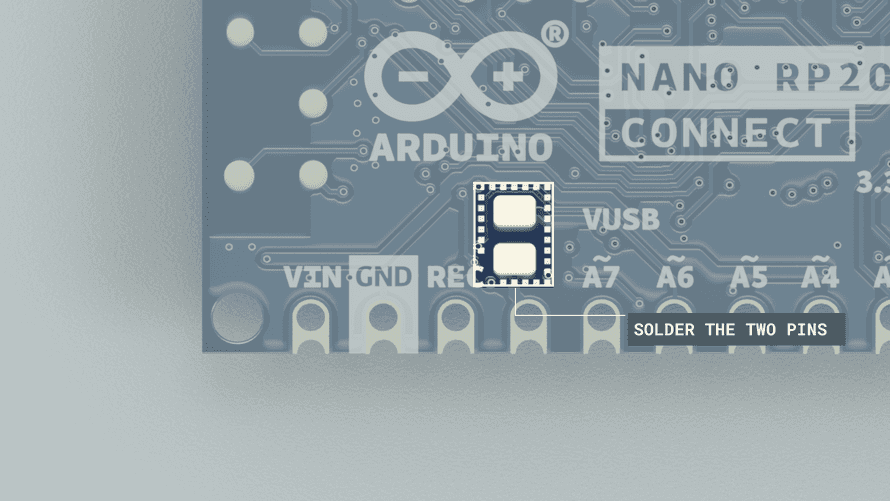 ®
ARDUINO
NANO RP20
CONNECT
3.3
VUSB
VIN GND REC A7 A6 A5 A4 A
SOLDER THE TWO PINS